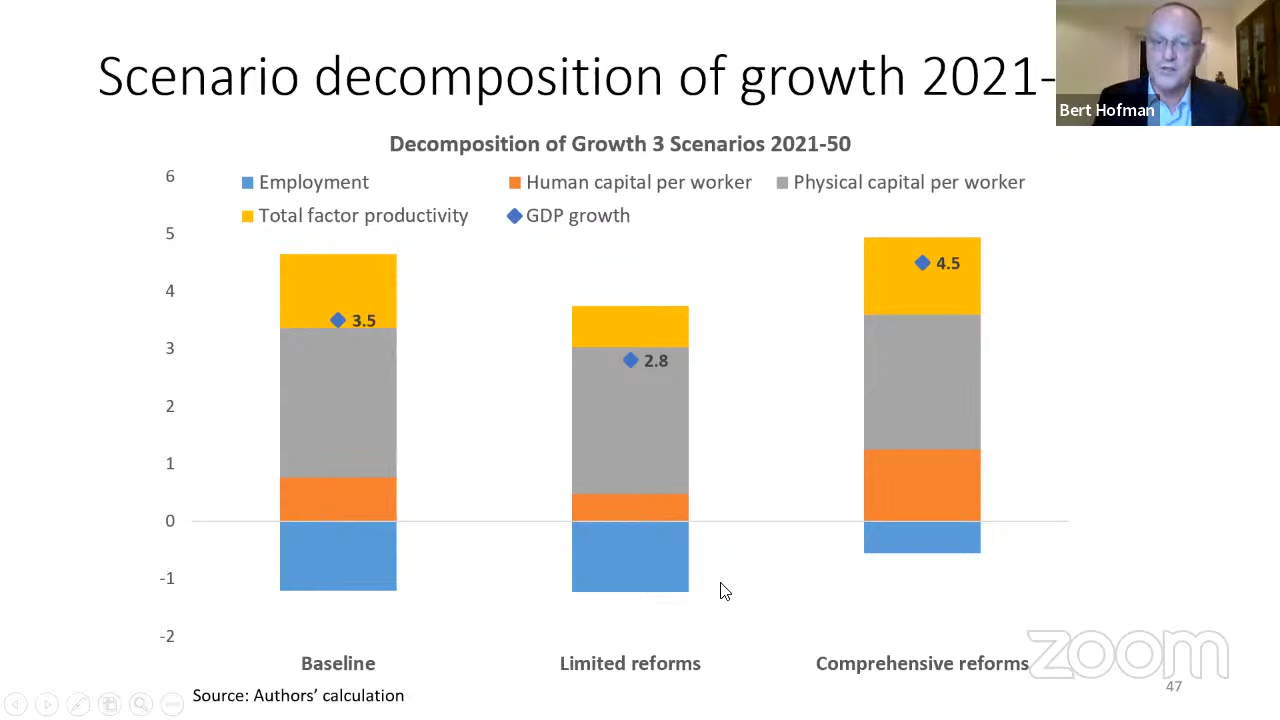 Scenario decomposition of growth 2021-
Bert Hofman
Decomposition of Growth 3 Scenarios 2021-50
Employment
Human capital per worker
Physical capital per worker
Total factor productivity
GDP growth
6
5
4
3
2
1
0
-1
-2
3.5
2.8
4.5
Baseline
Limited reforms
Comprehensive reforms
zoom
Source: Authors' calculation
47